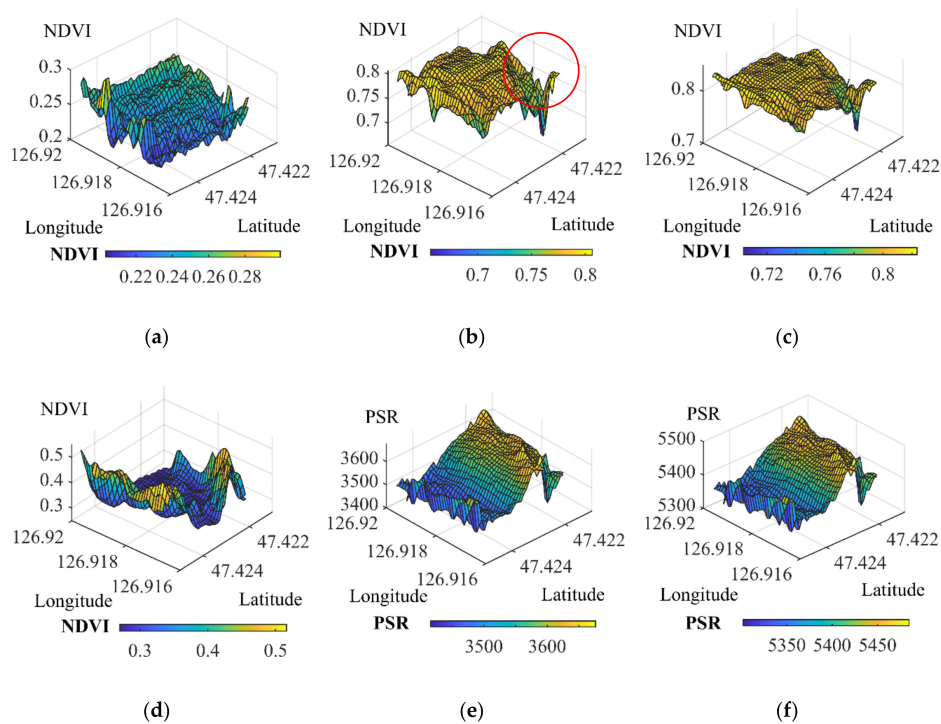 NDVI
0.3
0.25
0.2
126.92
126.918
126.916
47.424
47.422
Longitude
Latitude
NDVI
0.22 0.24 0.26 0.28
(a)
NDVI
0.8
0.75
0.7
126.92
126.918
126.916
47.424
47.422
Longitude
Latitude
NDVI
0.7 0.75 0.8
(b)
NDVI
0.8
0.7
126.92
126.918
126.916
47.424
47.422
Longitude
Latitude
NDVI
0.72 0.76 0.8
(c)
NDVI
0.5
0.4
0.3
126.92
126.918
126.916
47.424
47.422
Longitude
Latitude
NDVI
0.3 0.4 0.5
(d)
PSR
3600
3500
3400
126.92
126.918
126.916
47.424
47.422
Longitude
Latitude
PSR
3500 3600
(e)
PSR
5500
5400
5300
126.92
126.918
126.916
47.424
47.422
Longitude
Latitude
PSR
5350 5400 5450
(f)